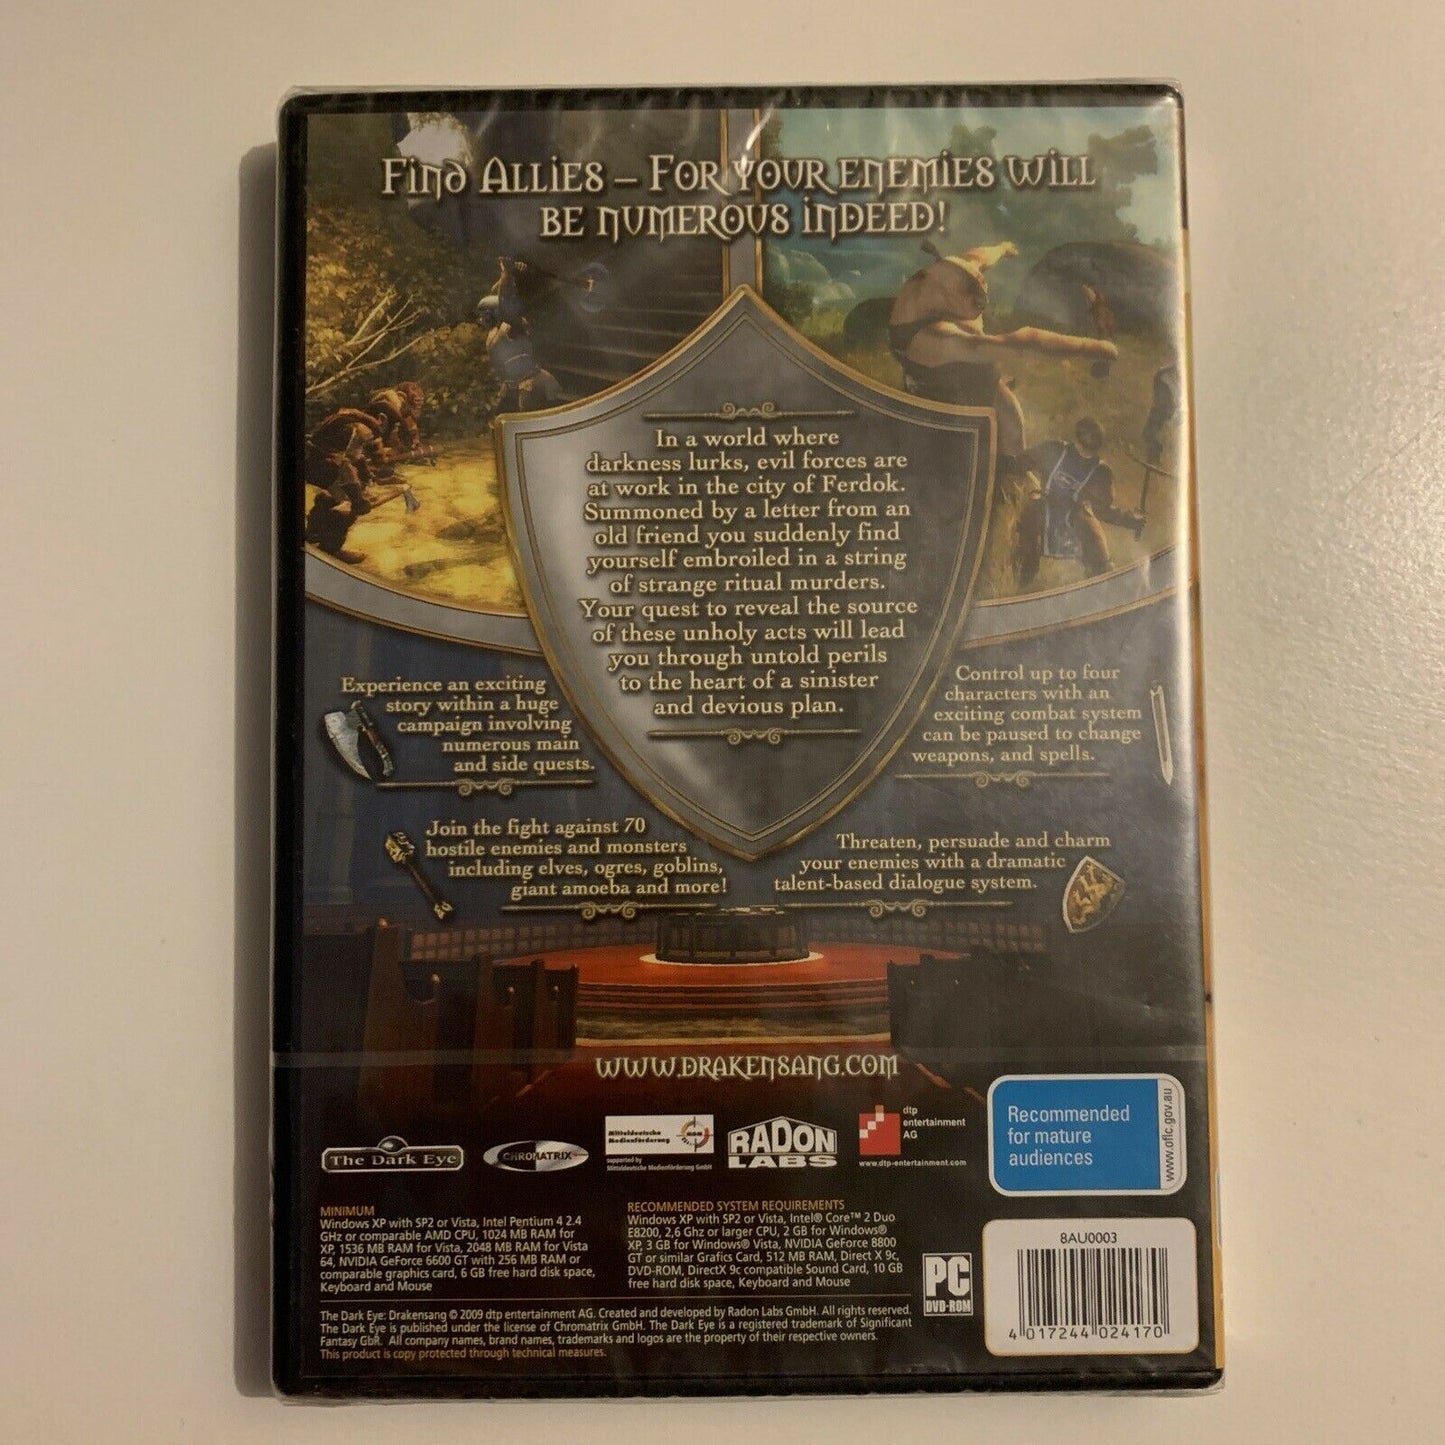 Find Allies – For your enemies will
be numerous indeed!
In a world where
darkness lurks, evil forces are
at work in the city of Ferdok.
Summoned by a letter from an
old friend you suddenly find
yourself embroiled in a string
of strange ritual murders.
Your quest to reveal the source
of these unholy acts will lead
you through untold perils
to the heart of a sinister
and devious plan.
Experience an exciting
story within a huge
campaign involving
numerous main
and side quests.
Control up to four
characters with an
exciting combat system
can be paused to change
weapons, and spells.
Join the fight against 70
hostile enemies and monsters
including elves, ogres, goblins,
giant amoeba and more!
Threaten, persuade and charm
your enemies with a dramatic
talent-based dialogue system.
www.drakensang.com
The Dark Eye
CHROMATRIX
Mitteldeutsche
Medienförderung
supported by
Mitteldeutsche Medienförderung GmbH
RADON
LABS
dtp
entertainment
AG
www.dtp-entertainment.com
Recommended
for mature
audiences
www.oflc.gov.au
MINIMUM
Windows XP with SP2 or Vista, Intel Pentium 4 2.4
GHz or comparable AMD CPU, 1024 MB RAM for
XP, 1536 MB RAM for Vista, 2048 MB RAM for Vista
64, NVIDIA GeForce 6600 GT with 256 MB RAM or
comparable graphics card, 6 GB free hard disk space,
Keyboard and Mouse
RECOMMENDED SYSTEM REQUIREMENTS
Windows XP with SP2 or Vista, Intel® Core™ 2 Duo
E8200, 2,6 Ghz or larger CPU, 2 GB for Windows®
XP, 3 GB for Windows® Vista, NVIDIA GeForce 8800
GT or similar Grafics Card, 512 MB RAM, Direct X 9c,
DVD-ROM, DirectX 9c compatible Sound Card, 10 GB
free hard disk space, Keyboard and Mouse
PC
DVD-ROM
8AU0003
4 017244 024170
The Dark Eye: Drakensang © 2009 dtp entertainment AG. Created and developed by Radon Labs GmbH. All rights reserved.
The Dark Eye is published under the license of Chromatrix GmbH. The Dark Eye is a registered trademark of Significant
Fantasy GbR. All company names, brand names, trademarks and logos are the property of their respective owners.
This product is copy protected through technical measures.